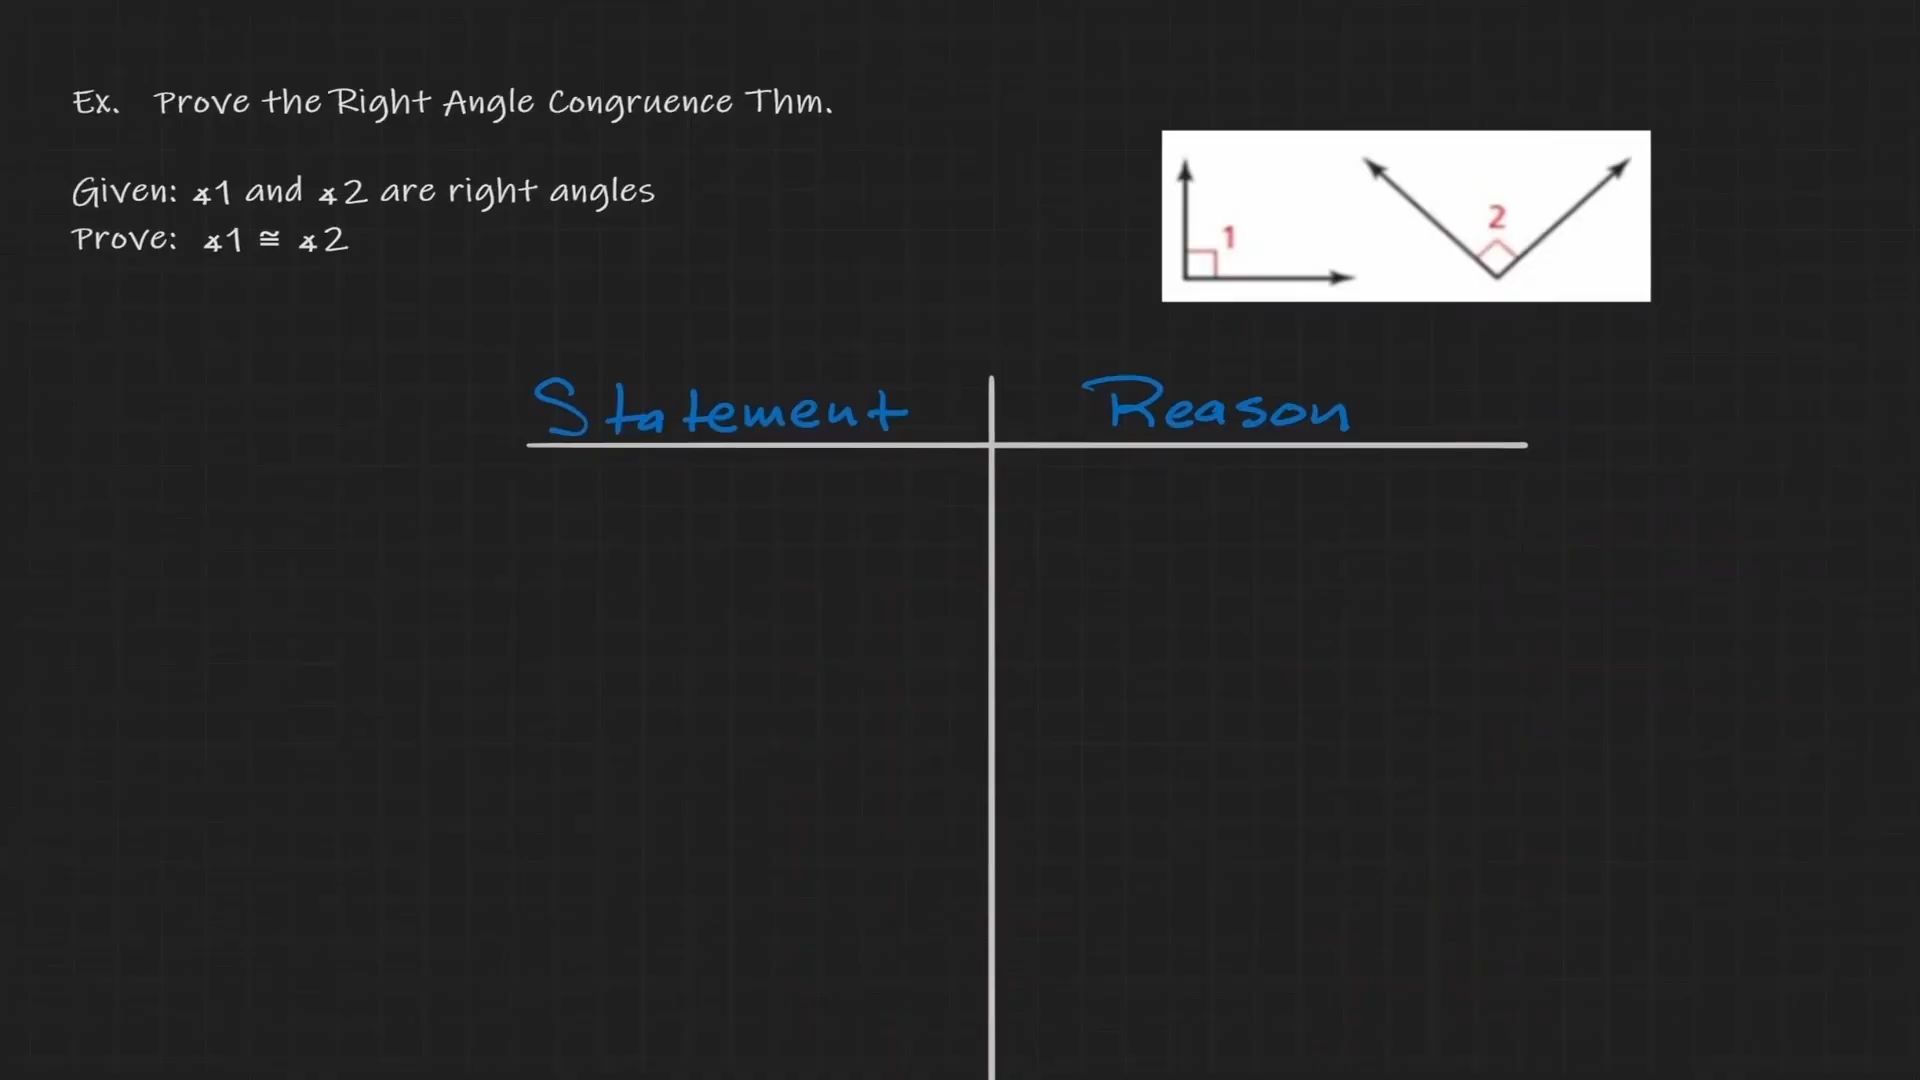 Ex. Prove the Right Angle Congruence Thm.
Given: ∡1 and ∡2 are right angles
Prove: ∡1 ≅ ∡2
1
2
Statement
Reason